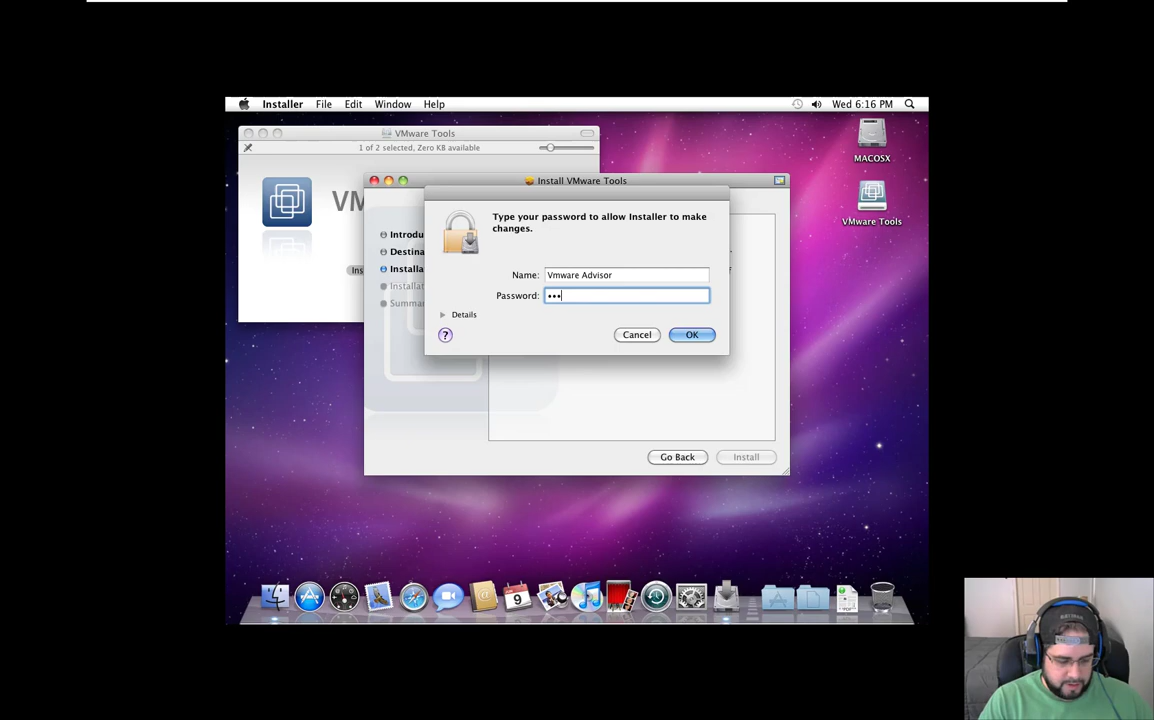 Installer File Edit Window Help Wed 6:16 PM
VMware Tools
1 of 2 selected, Zero KB available
MACOSX
Install VMware Tools
VMware Tools
Type your password to allow Installer to make
changes.
Introdu
Destina
Name: Vmware Advisor
Installa
Password: •••
Installat
Summa
Details
?
Cancel OK
Go Back Install
9